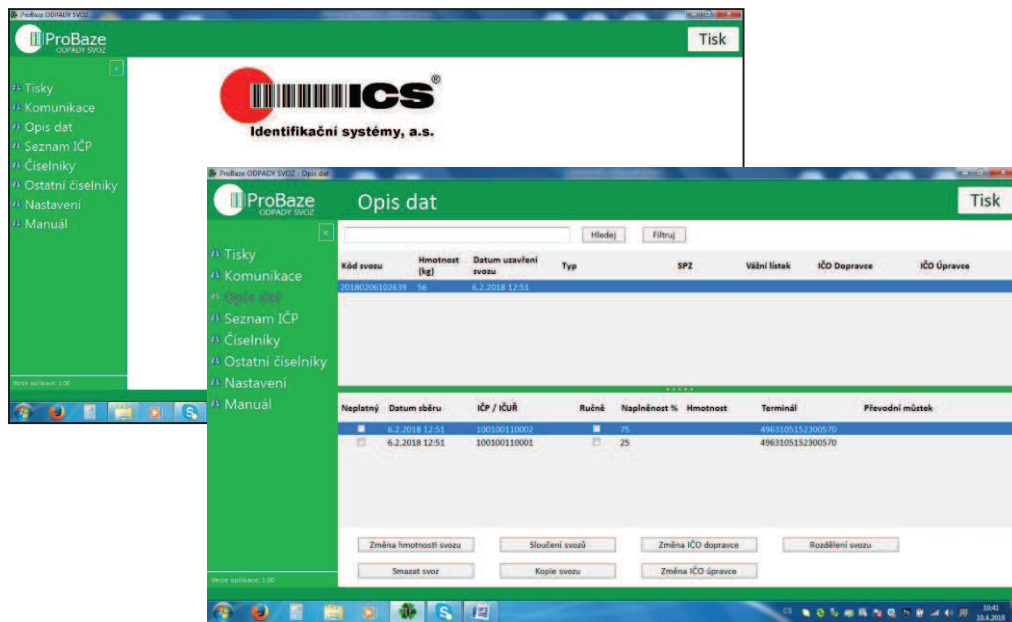 ProBaze ODPADY SVOZ
ProBaze
ODPADY SVOZ
Tisk
<
Tisky
Komunikace
Opis dat
Seznam IČP
Číselníky
Ostatní číselníky
Nastavení
Manuál
Verze aplikace: 1.00
ICS®
Identifikační systémy, a.s.
ProBaze ODPADY SVOZ - Opis dat
ProBaze
ODPADY SVOZ
Opis dat
Tisk
<
Tisky
Komunikace
Opis dat
Seznam IČP
Číselníky
Ostatní číselníky
Nastavení
Manuál
Verze aplikace: 1.00
Hledej Filtruj
Kód svozu Hmotnost (kg) Datum uzavření svozu Typ SPZ Vážní lístek IČO Dopravce IČO Úpravce
20180206102639 56 6.2.2018 12:51
Neplatný Datum sběru IČP / IČUŘ Ručně Naplněnost % Hmotnost Terminál Převodní můstek
6.2.2018 12:51 100100110002 75 4963105152300570
6.2.2018 12:51 100100110001 25 4963105152300570
Změna hmotnosti svozu Sloučení svozů Změna IČO dopravce Rozdělení svozu
Smazat svoz Kopie svozu Změna IČO úpravce
CS 10:41
10.4.2018